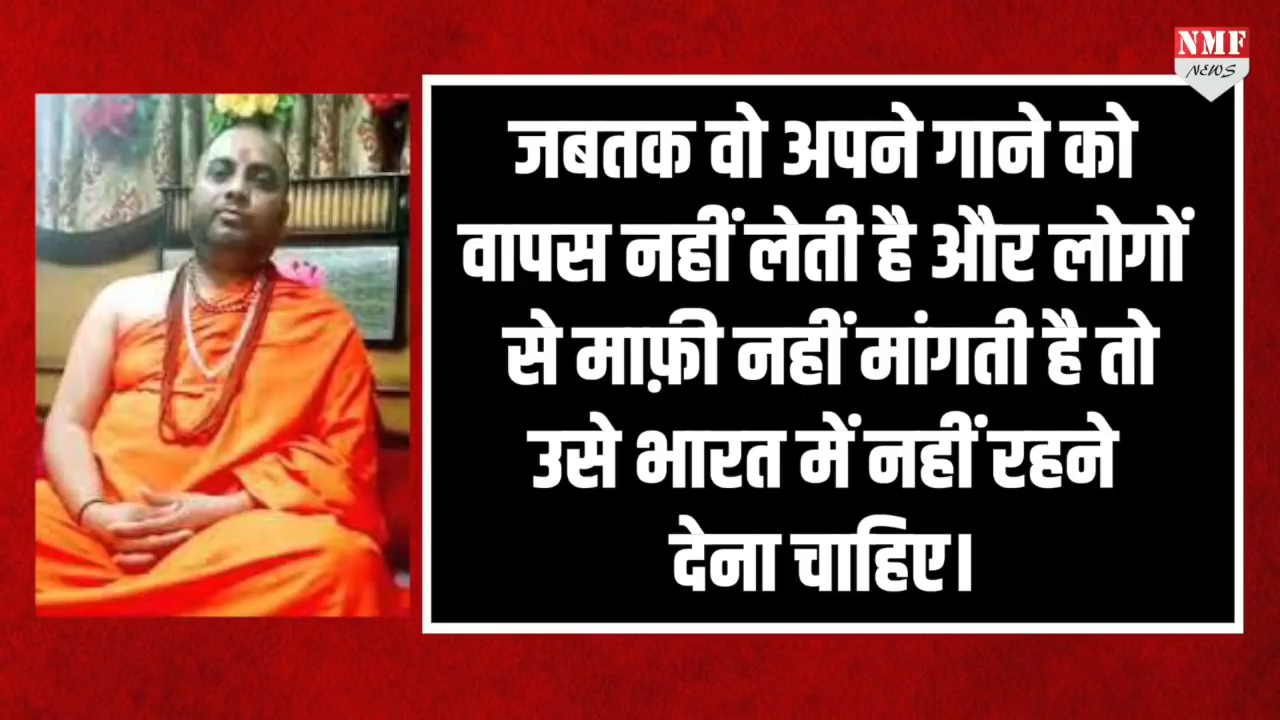 NMF
NEWS
जबतक वो अपने गाने को
वापस नहीं लेती है और लोगों
से माफ़ी नहीं मांगती है तो
उसे भारत में नहीं रहने
देना चाहिए।